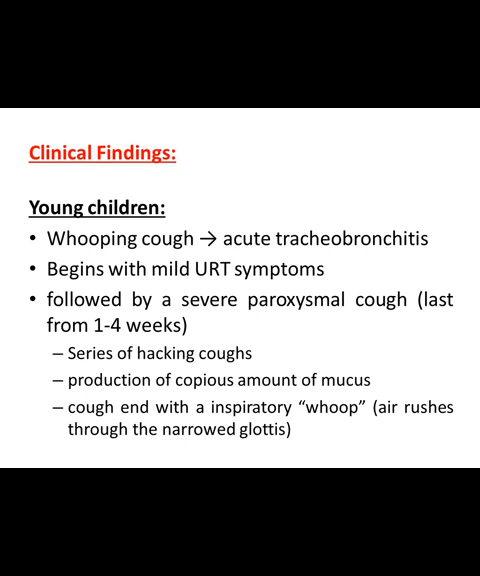 Clinical Findings:
Young children:
• Whooping cough → acute tracheobronchitis
• Begins with mild URT symptoms
• followed by a severe paroxysmal cough (last
from 1-4 weeks)
– Series of hacking coughs
– production of copious amount of mucus
– cough end with a inspiratory “whoop” (air rushes
through the narrowed glottis)